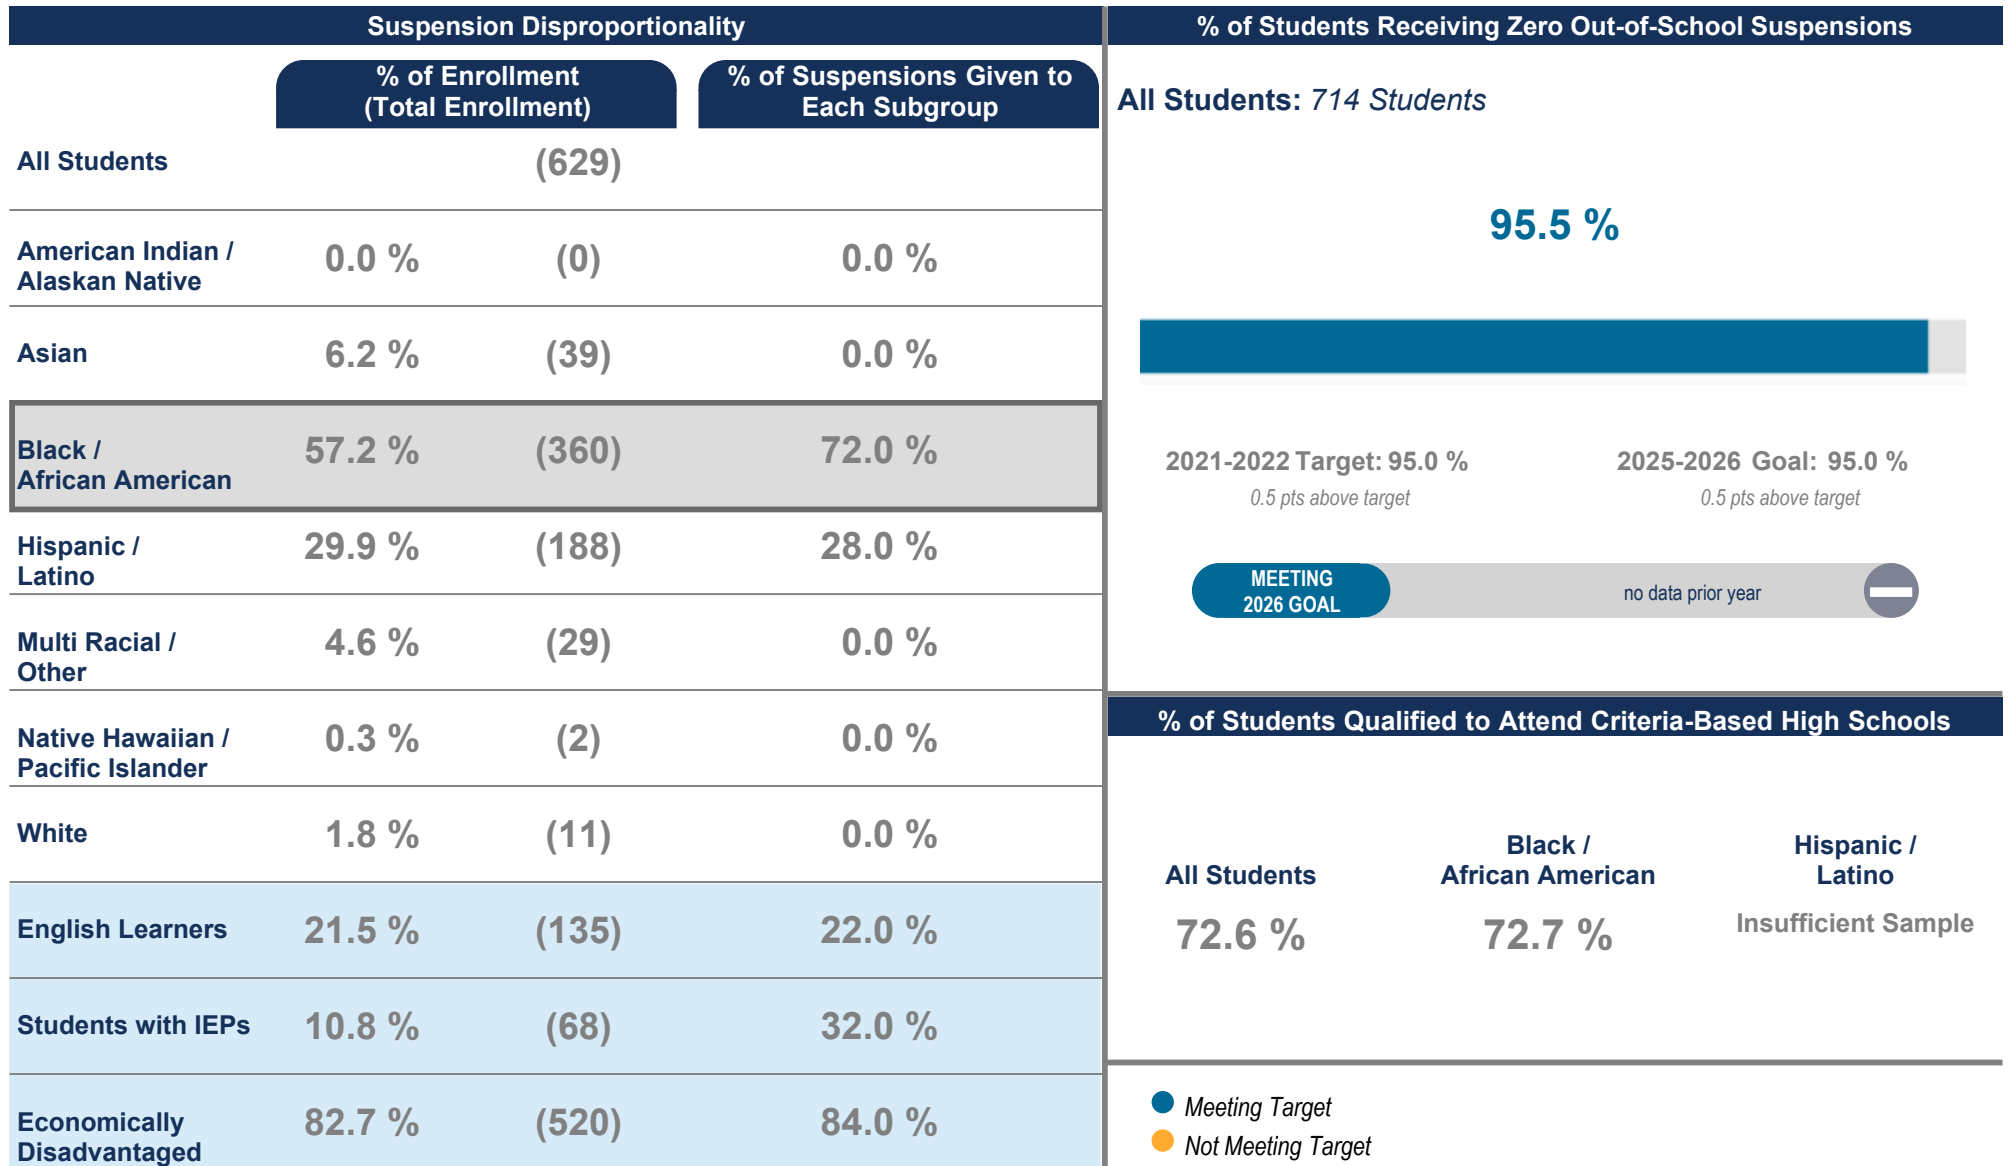 Suspension Disproportionality
% of Enrollment
(Total Enrollment)
% of Suspensions Given to
Each Subgroup
All Students (629)
American Indian /
Alaskan Native
0.0 % (0) 0.0 %
Asian 6.2 % (39) 0.0 %
Black /
African American
57.2 % (360) 72.0 %
Hispanic /
Latino
29.9 % (188) 28.0 %
Multi Racial /
Other
4.6 % (29) 0.0 %
Native Hawaiian /
Pacific Islander
0.3 % (2) 0.0 %
White 1.8 % (11) 0.0 %
English Learners 21.5 % (135) 22.0 %
Students with IEPs 10.8 % (68) 32.0 %
Economically
Disadvantaged
82.7 % (520) 84.0 %
% of Students Receiving Zero Out-of-School Suspensions
All Students: 714 Students
95.5 %
2021-2022 Target: 95.0 %
0.5 pts above target
2025-2026 Goal: 95.0 %
0.5 pts above target
MEETING
2026 GOAL
no data prior year
% of Students Qualified to Attend Criteria-Based High Schools
All Students
72.6 %
Black /
African American
72.7 %
Hispanic /
Latino
Insufficient Sample
Meeting Target
Not Meeting Target